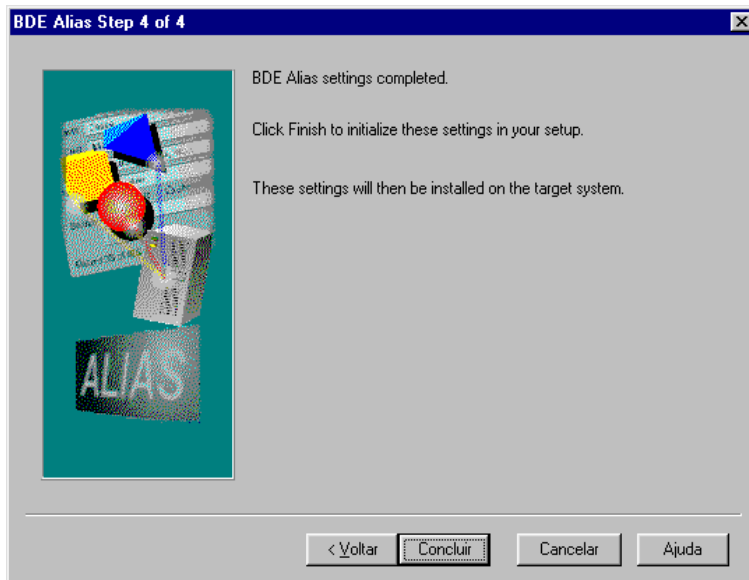 BDE Alias Step 4 of 4
BDE Alias settings completed.
Click Finish to initialize these settings in your setup.
These settings will then be installed on the target system.
ALIAS
< Voltar
Concluir
Cancelar
Ajuda